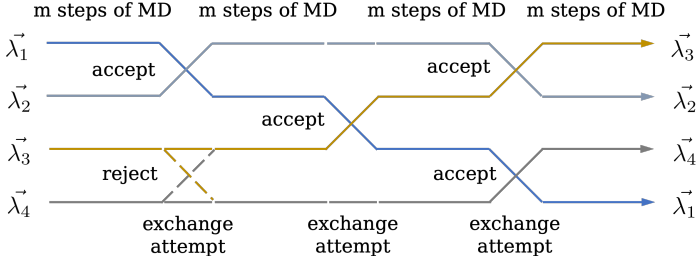 m steps of MD m steps of MD m steps of MD m steps of MD
λ⃗₁ λ⃗₃
accept accept
λ⃗₂ λ⃗₂
accept
λ⃗₃ λ⃗₄
reject accept
λ⃗₄ λ⃗₁
exchange attempt
exchange attempt
exchange attempt